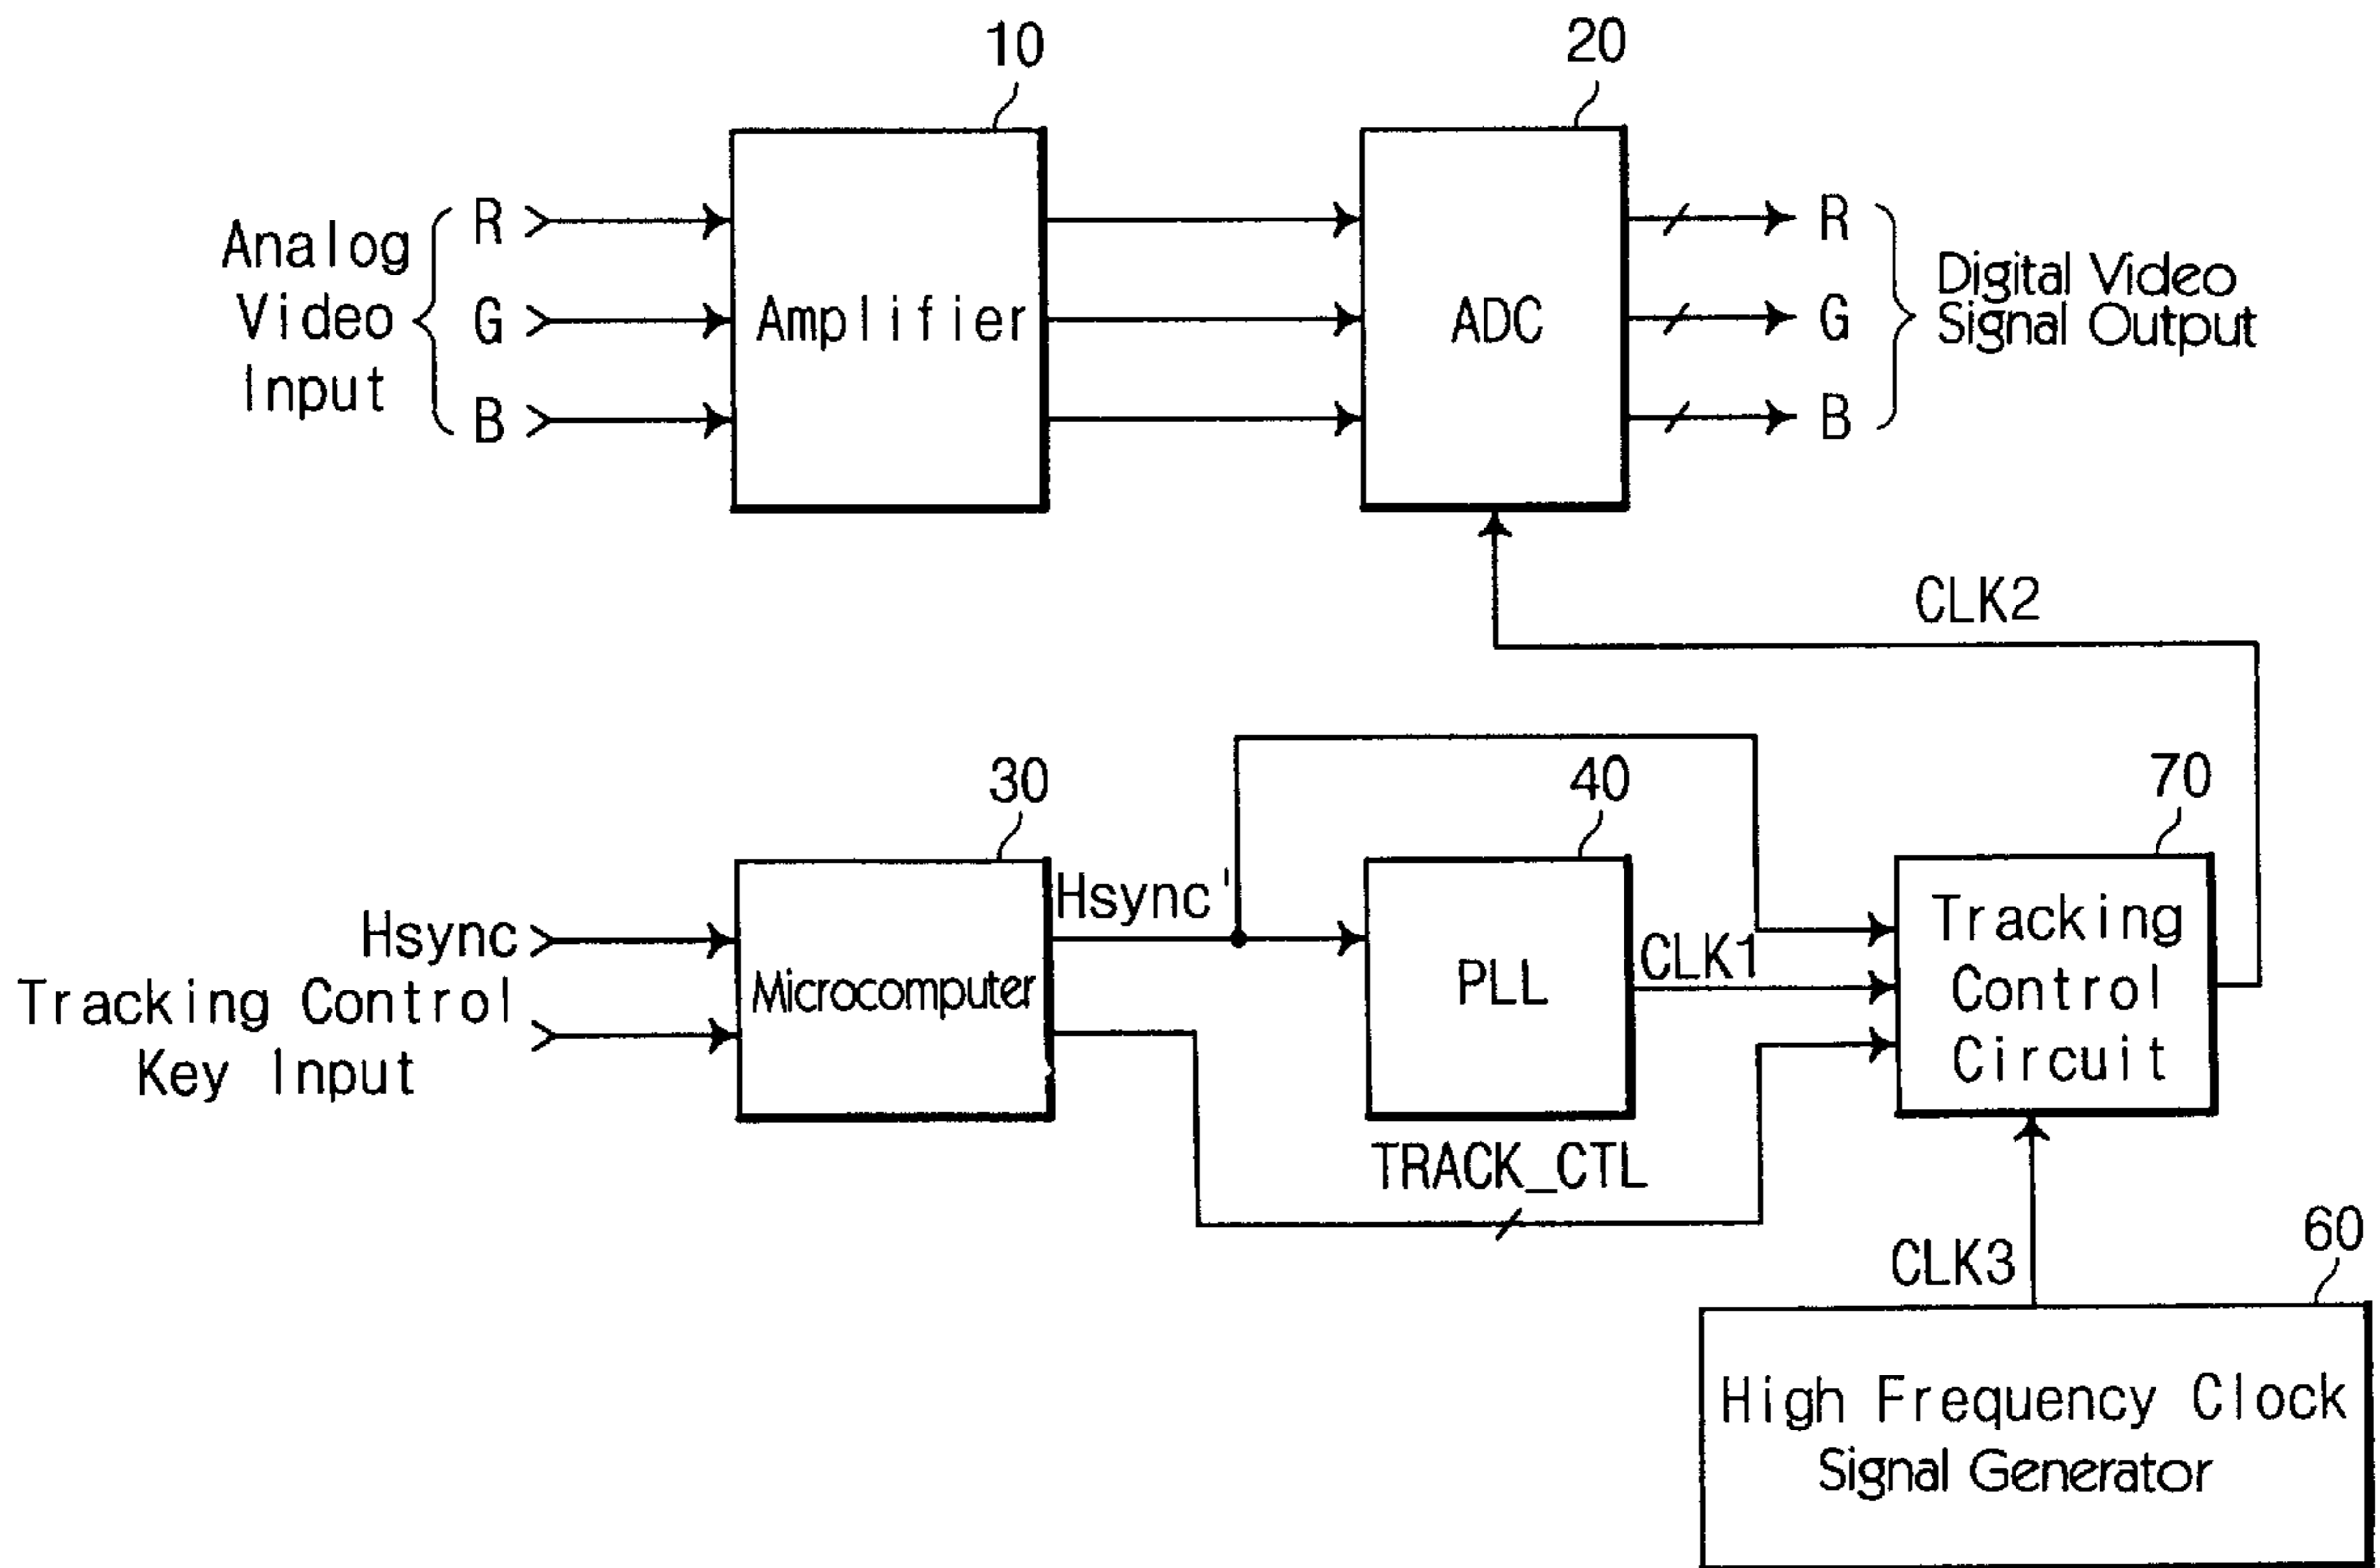 10
20
Analog
Video
Input
R
G
B
Amplifier
ADC
R
G
B
Digital Video
Signal Output
CLK2
30
40
70
Hsync
Tracking Control
Key Input
Microcomputer
Hsync'
PLL
CLK1
Tracking
Control
Circuit
TRACK_CTL
CLK3
60
High Frequency Clock
Signal Generator